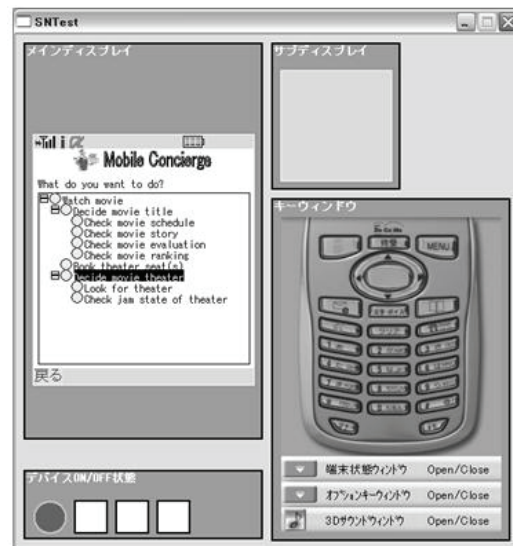 SNTest
メインディスプレイ
サブディスプレイ
Mobile Concierge
What do you want to do?
Watch movie
Decide movie title
Check movie schedule
Check movie story
Check movie evaluation
Check movie ranking
Book theater seat(s)
Decide movie theater
Look for theater
Check jam state of theater
戻る
キーウィンドウ
MENU
クリア
デバイスON/OFF状態
端末状態ウィンドウ Open/Close
オプションキーウィンドウ Open/Close
3Dサウンドウィンドウ Open/Close